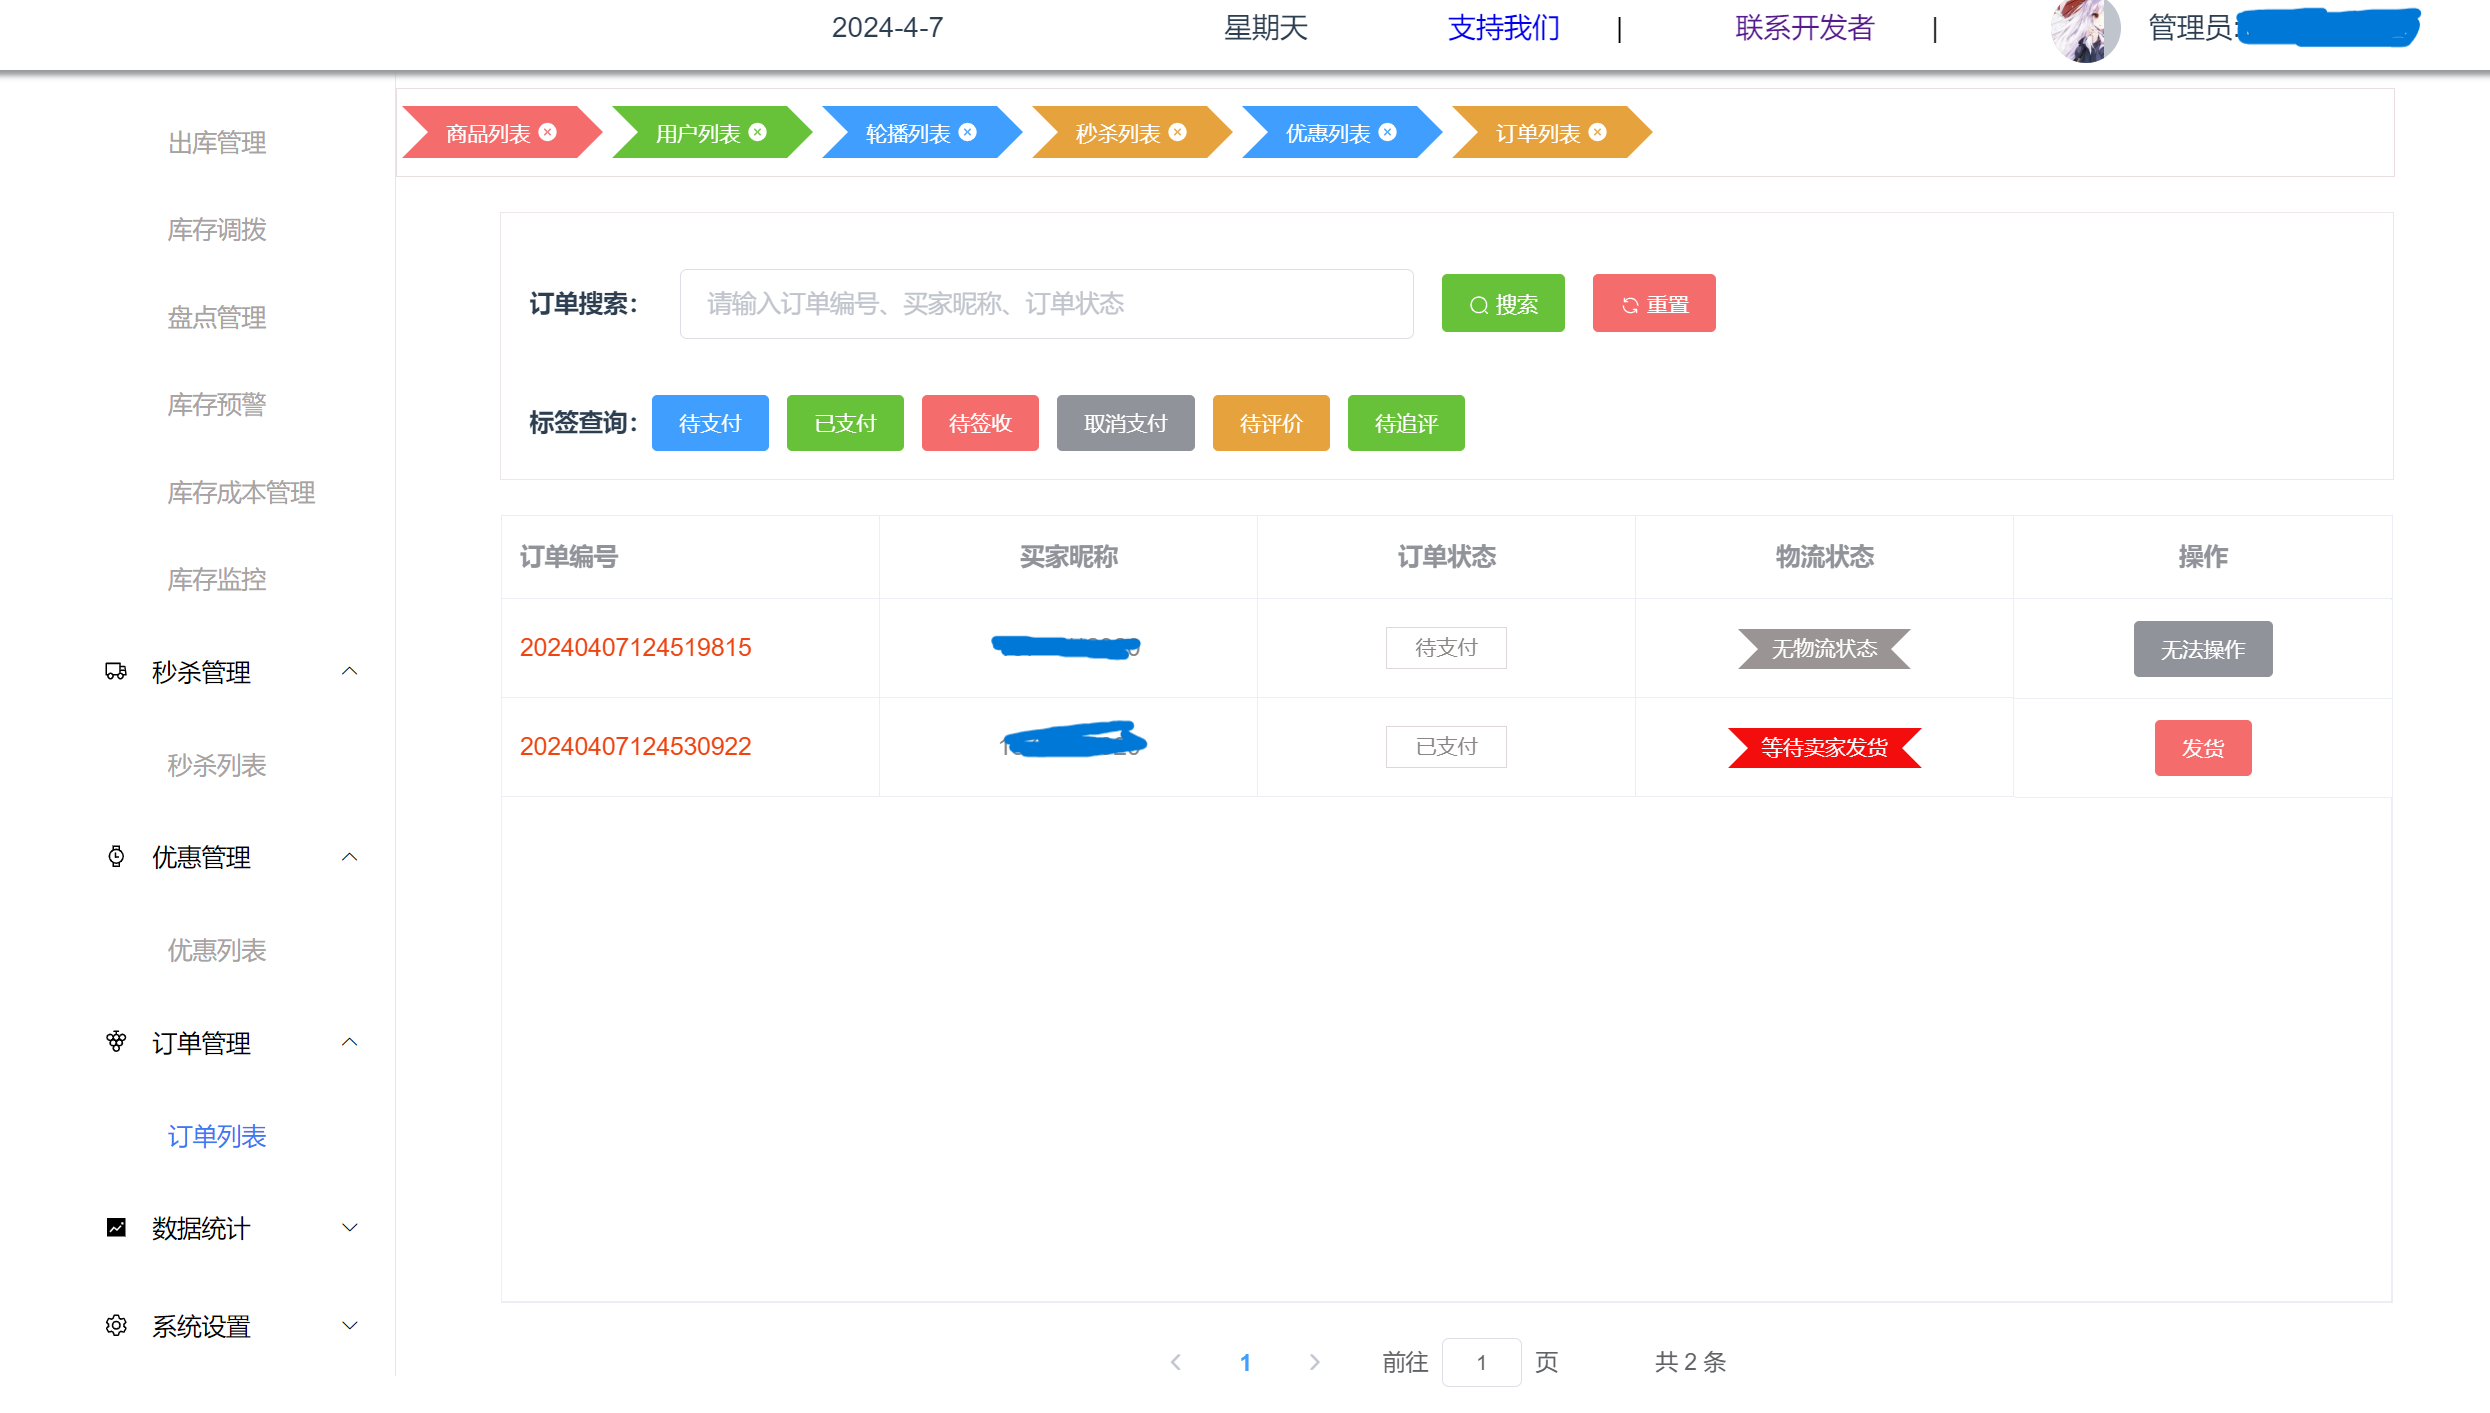 2024-4-7 星期天 支持我们 | 联系开发者 | 管理员:
商品列表 用户列表 轮播列表 秒杀列表 优惠列表 订单列表
出库管理
库存调拨
盘点管理
库存预警
库存成本管理
库存监控
秒杀管理
秒杀列表
优惠管理
优惠列表
订单管理
订单列表
数据统计
系统设置
订单搜索： 请输入订单编号、买家昵称、订单状态 搜索 重置
标签查询： 待支付 已支付 待签收 取消支付 待评价 待追评
订单编号 买家昵称 订单状态 物流状态 操作
20240407124519815 待支付 无物流状态 无法操作
20240407124530922 已支付 等待卖家发货 发货
1 前往 1 页 共 2 条